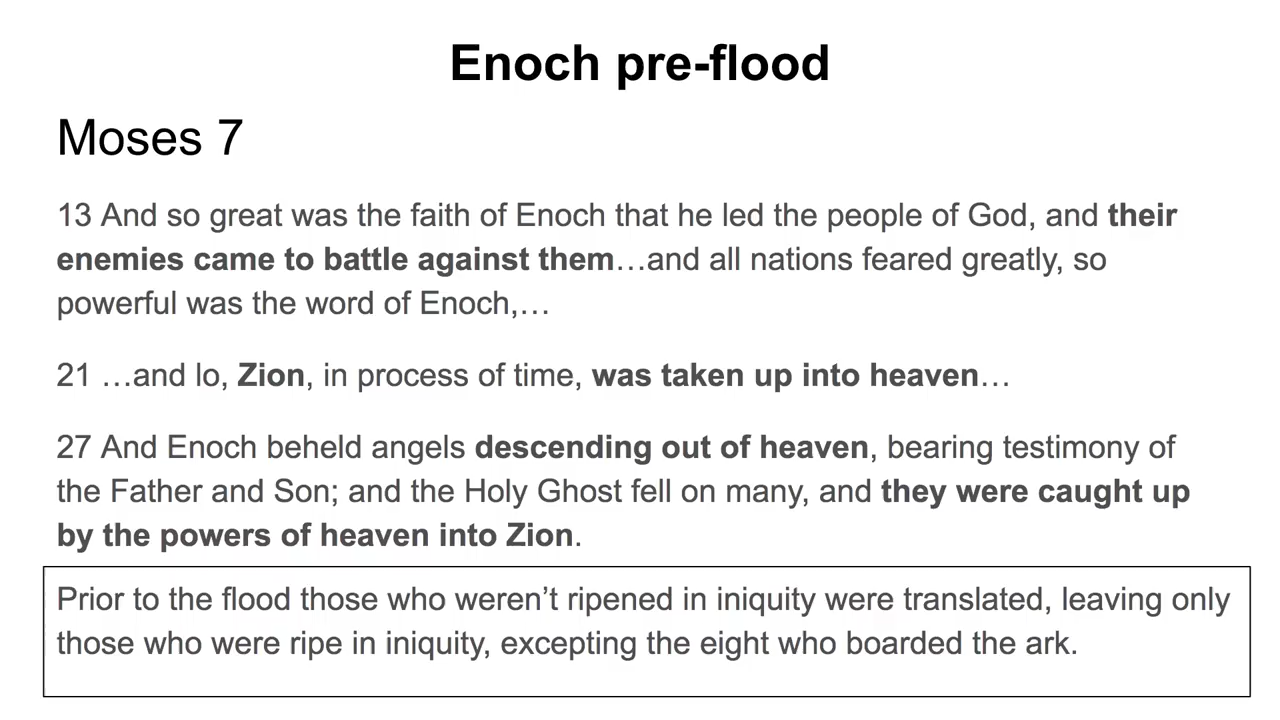 Enoch pre-flood
Moses 7
13 And so great was the faith of Enoch that he led the people of God, and their
enemies came to battle against them…and all nations feared greatly, so
powerful was the word of Enoch,…
21 …and lo, Zion, in process of time, was taken up into heaven…
27 And Enoch beheld angels descending out of heaven, bearing testimony of
the Father and Son; and the Holy Ghost fell on many, and they were caught up
by the powers of heaven into Zion.
Prior to the flood those who weren’t ripened in iniquity were translated, leaving only
those who were ripe in iniquity, excepting the eight who boarded the ark.